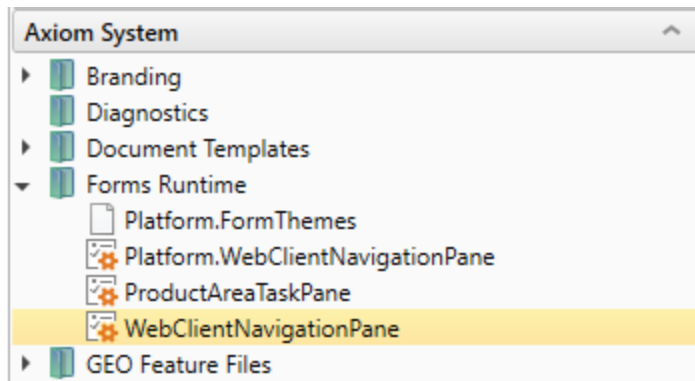 Axiom System
Branding
Diagnostics
Document Templates
Forms Runtime
Platform.FormThemes
Platform.WebClientNavigationPane
ProductAreaTaskPane
WebClientNavigationPane
GEO Feature Files